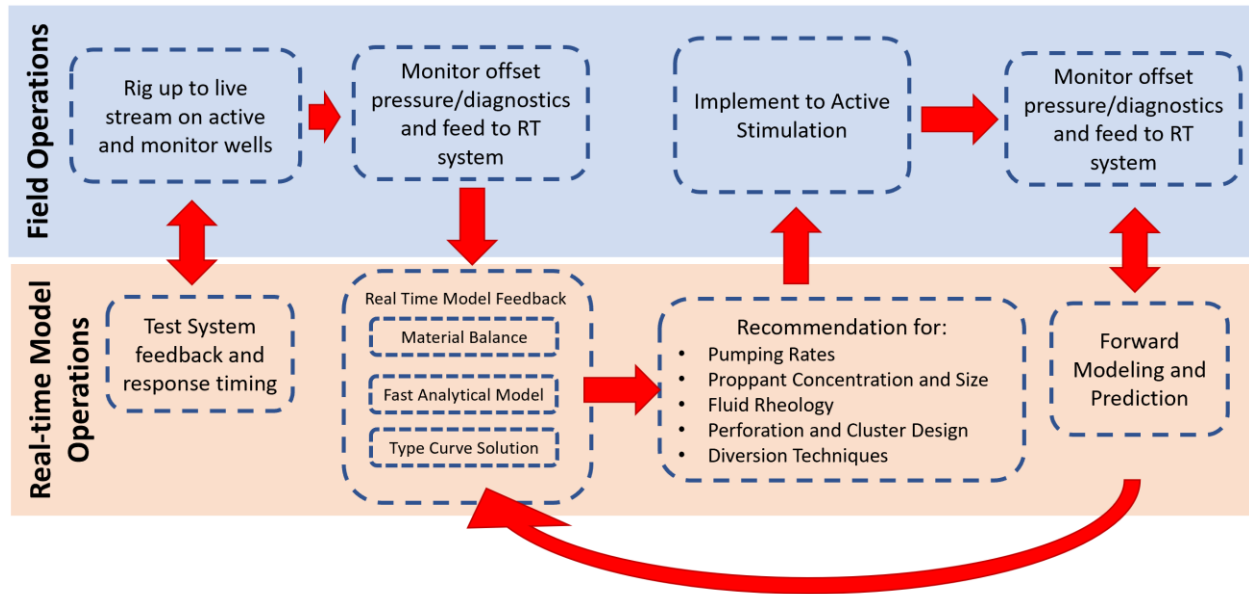 Field Operations
Rig up to live
stream on active
and monitor wells
Monitor offset
pressure/diagnostics
and feed to RT
system
Implement to Active
Stimulation
Monitor offset
pressure/diagnostics
and feed to RT
system
Real-time Model
Operations
Test System
feedback and
response timing
Real Time Model Feedback
Material Balance
Fast Analytical Model
Type Curve Solution
Recommendation for:
• Pumping Rates
• Proppant Concentration and Size
• Fluid Rheology
• Perforation and Cluster Design
• Diversion Techniques
Forward
Modeling and
Prediction